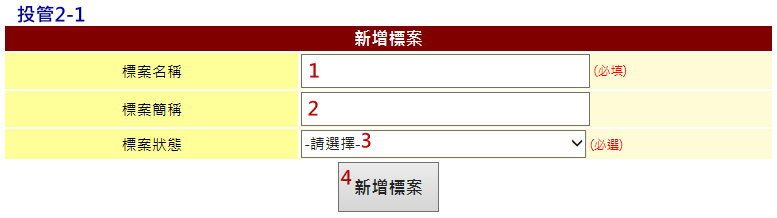 投管2-1
新增標案
標案名稱 1 (必填)
標案簡稱 2
標案狀態 -請選擇-3 (必選)
4 新增標案